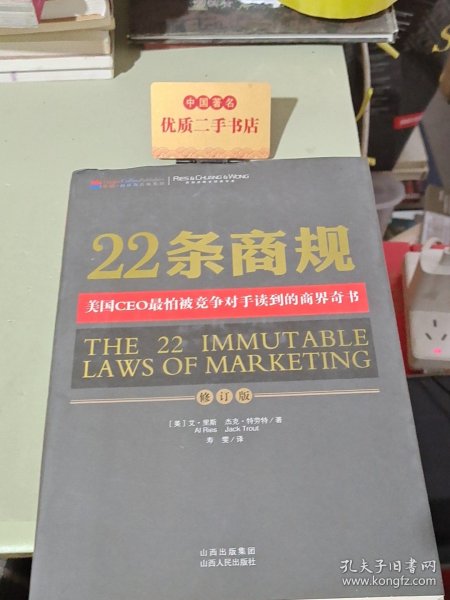 中国著名
优质二手书店
RIES & CHUANG & WONG
22条商规
美国CEO最怕被竞争对手读到的商界奇书
THE 22 IMMUTABLE
LAWS OF MARKETING
修订版
[美] 艾·里斯 杰克·特劳特/著
Al Ries Jack Trout
寿雯/译
山西出版集团
山西人民出版社
孔夫子旧书网
www.kongfz.com